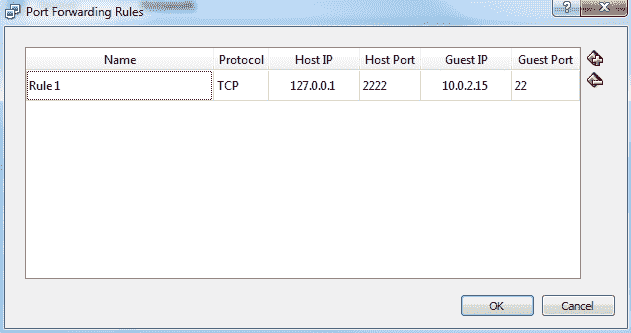 Port Forwarding Rules
Name Protocol Host IP Host Port Guest IP Guest Port
Rule 1 TCP 127.0.0.1 2222 10.0.2.15 22
OK Cancel